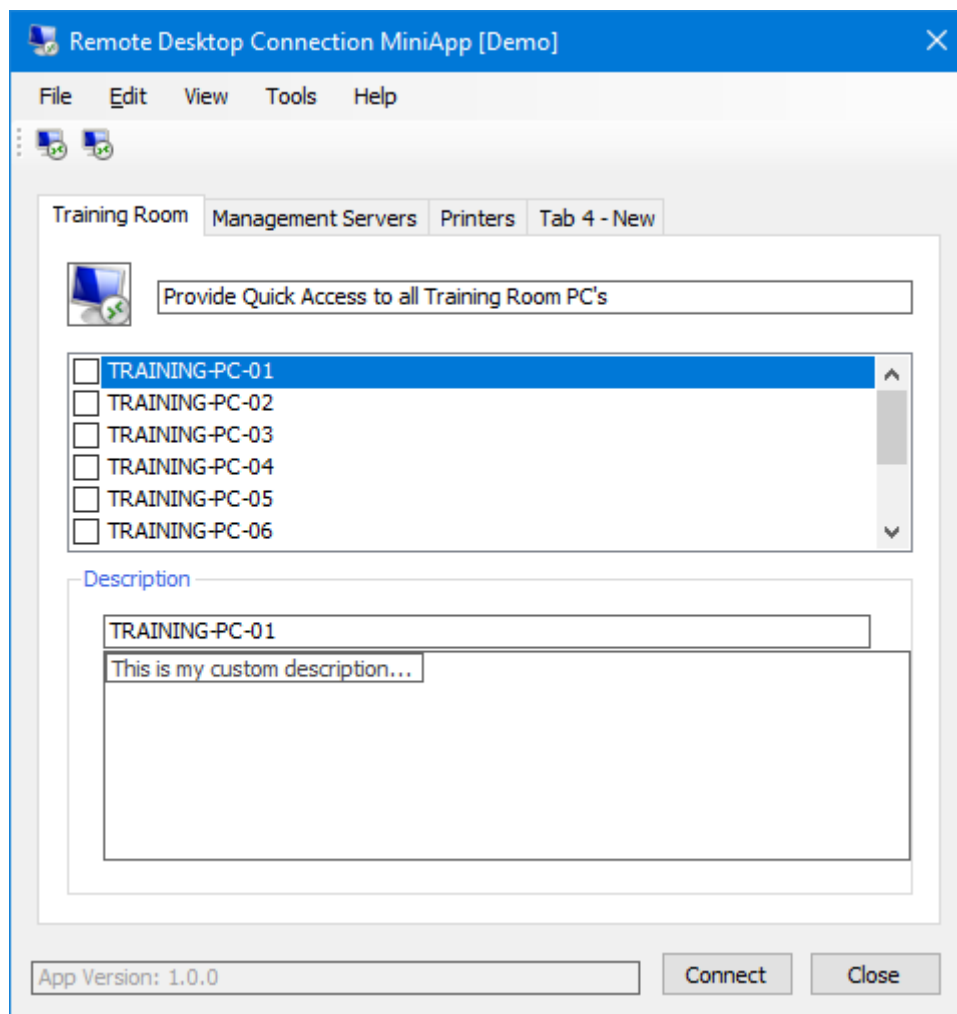 Remote Desktop Connection MiniApp [Demo]
File Edit View Tools Help
Training Room Management Servers Printers Tab 4 - New
Provide Quick Access to all Training Room PC's
TRAINING-PC-01
TRAINING-PC-02
TRAINING-PC-03
TRAINING-PC-04
TRAINING-PC-05
TRAINING-PC-06
Description
TRAINING-PC-01
This is my custom description...
App Version: 1.0.0 Connect Close